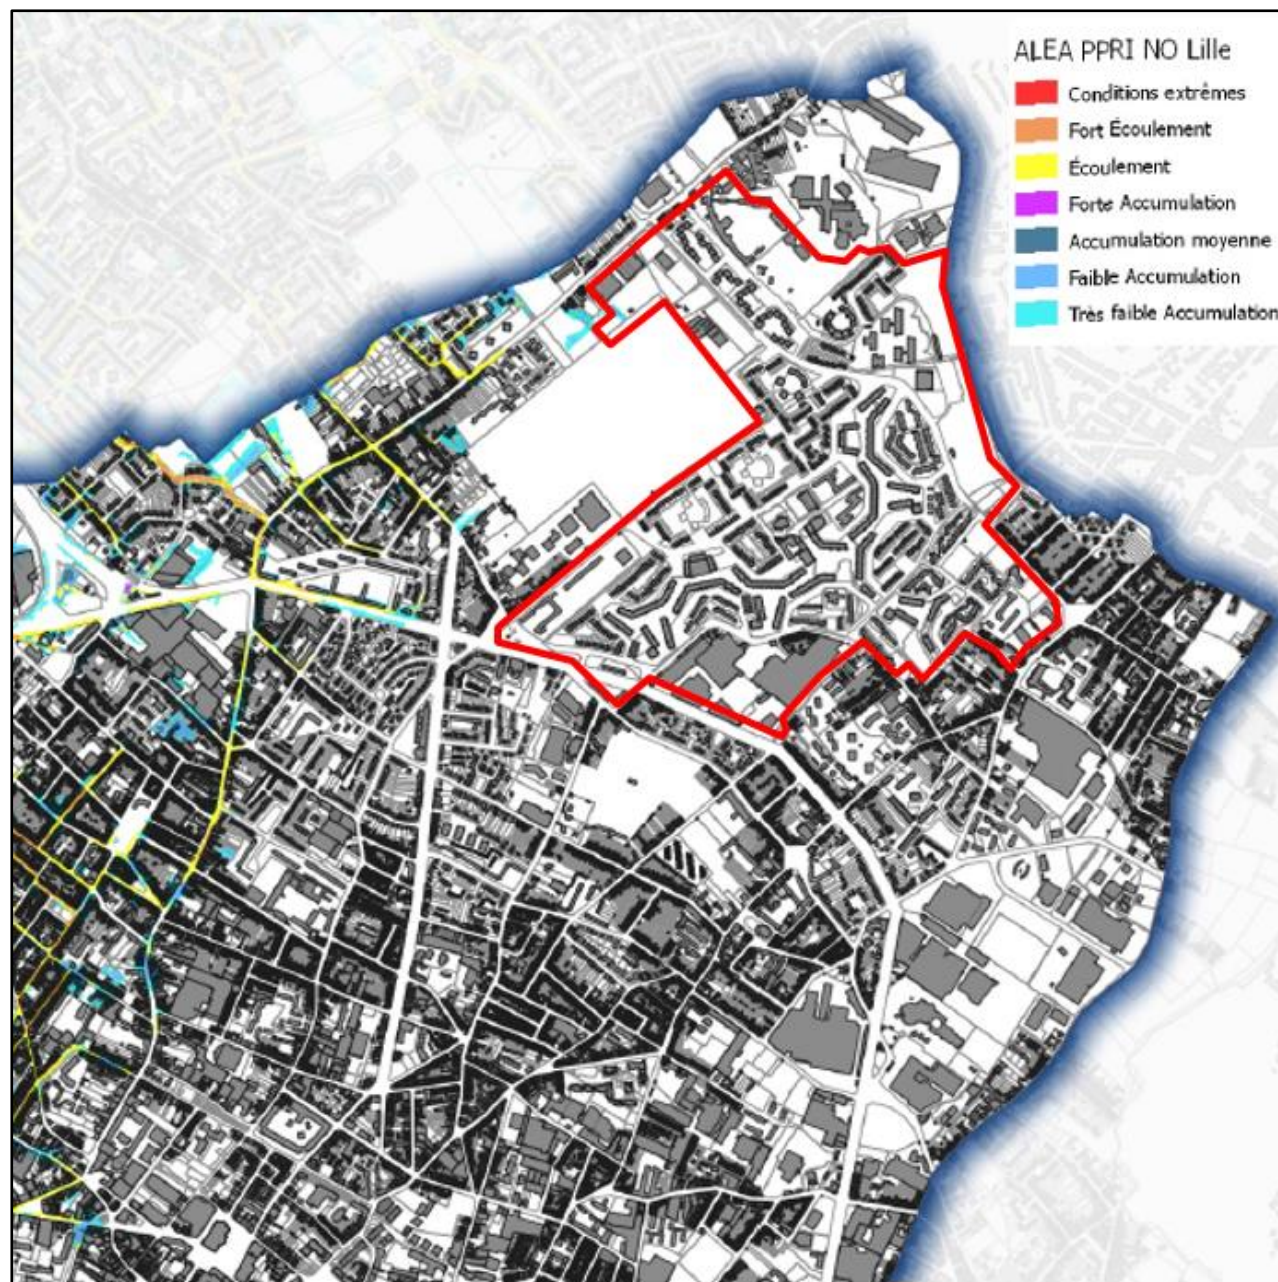 ALEA PPRI NO Lille
Conditions extrêmes
Fort Écoulement
Écoulement
Forte Accumulation
Accumulation moyenne
Faible Accumulation
Très faible Accumulation